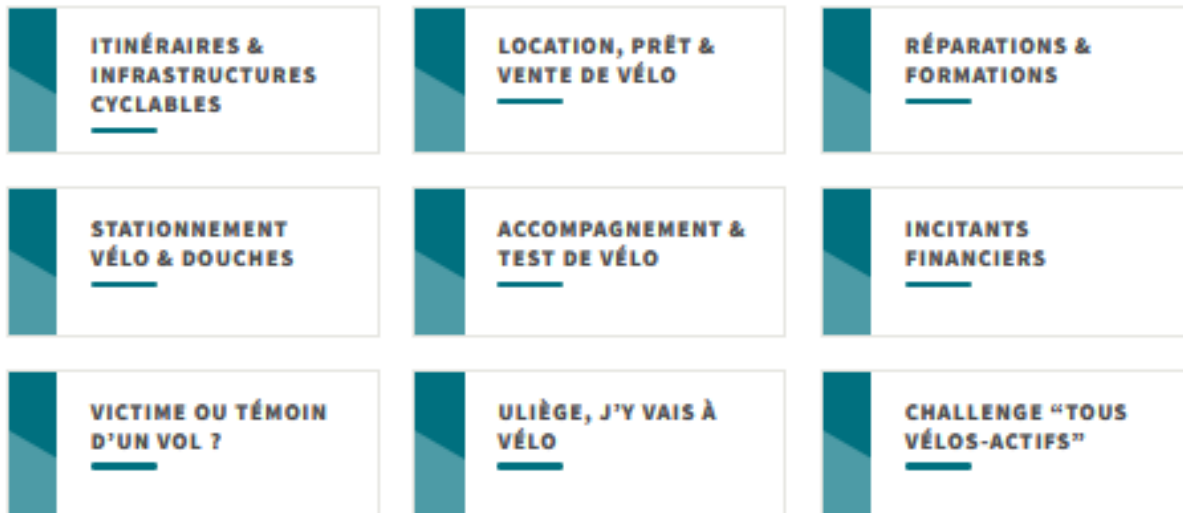 ITINÉRAIRES &
INFRASTRUCTURES
CYCLABLES
LOCATION, PRÊT &
VENTE DE VÉLO
RÉPARATIONS &
FORMATIONS
STATIONNEMENT
VÉLO & DOUCHES
ACCOMPAGNEMENT &
TEST DE VÉLO
INCITANTS
FINANCIERS
VICTIME OU TÉMOIN
D’UN VOL ?
ULIÈGE, J’Y VAIS À
VÉLO
CHALLENGE “TOUS
VÉLOS-ACTIFS”